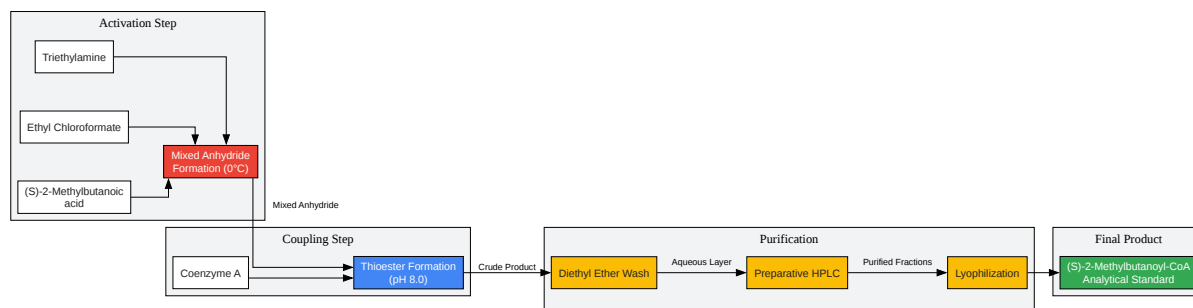 Activation Step
Triethylamine
Ethyl Chloroformate
Mixed Anhydride
Formation (0°C)
(S)-2-Methylbutanoic
acid
Mixed Anhydride
Coupling Step
Coenzyme A
Thioester Formation
(pH 8.0)
Crude Product
Purification
Diethyl Ether Wash
Aqueous Layer
Preparative HPLC
Purified Fractions
Lyophilization
Final Product
(S)-2-Methylbutanoyl-CoA
Analytical Standard